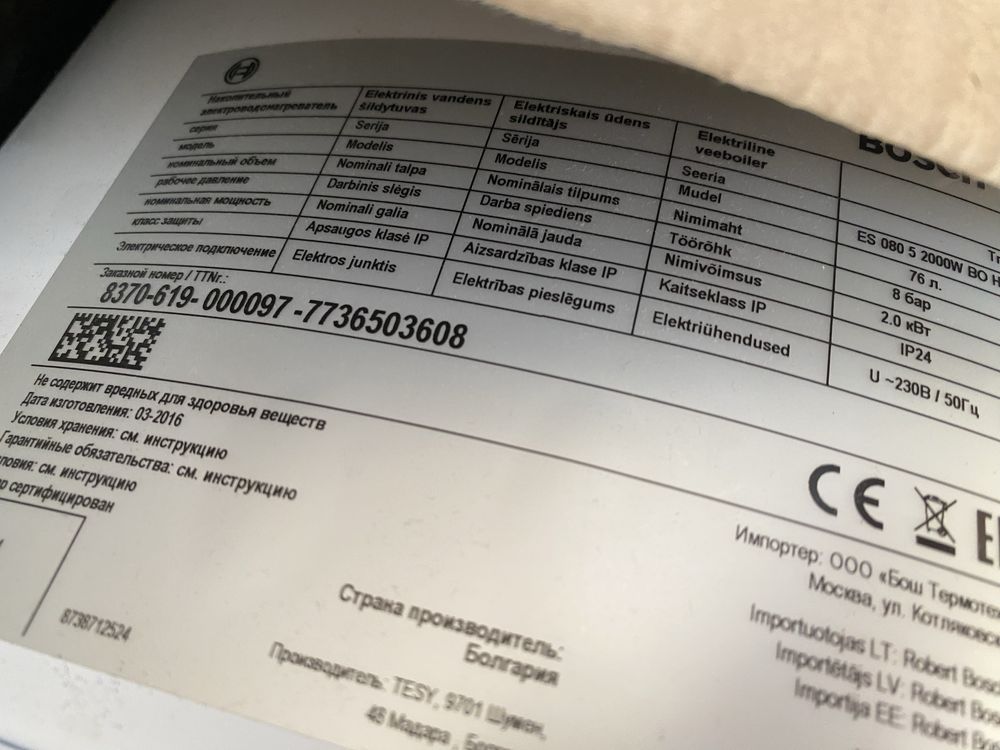 Накопительный
электроводонагреватель
Elektrinis vandens
šildytuvas
Elektriskais ūdens
sildītājs
Elektriline
veeboiler
BOSCH
серия
Serija
Sērija
Seeria
модель
Modelis
Modelis
Mudel
ES 080 5 2000W BO
номинальный объем
Nominali talpa
Nominālais tilpums
Nimimaht
76 л.
рабочее давление
Darbinis slėgis
Darba spiediens
Töörõhk
8 бар
номинальная мощность
Nominali galia
Nominālā jauda
Nimivõimsus
2.0 кВт
класс защиты
Apsaugos klasė IP
Aizsardzības klase IP
Kaitseklass IP
IP24
Электрическое подключение
Elektros junktis
Elektrības pieslēgums
Elektriühendused
U ~230В / 50Гц
Заказной номер / TTNr.:
8370-619- 000097 -7736503608
Не содержит вредных для здоровья веществ
Дата изготовления: 03-2016
Условия хранения: см. инструкцию
Гарантийные обязательства: см. инструкцию
см. инструкцию
сертифицирован
8738712524
CE
Страна производитель:
Болгария
Производитель: TESY, 9701 Шумен,
48 Мадара ,
Импортер: ООО «Бош
Москва, ул.
Importuotojas LT: Robert
Importētājs LV: Robert
Importija EE: Robert